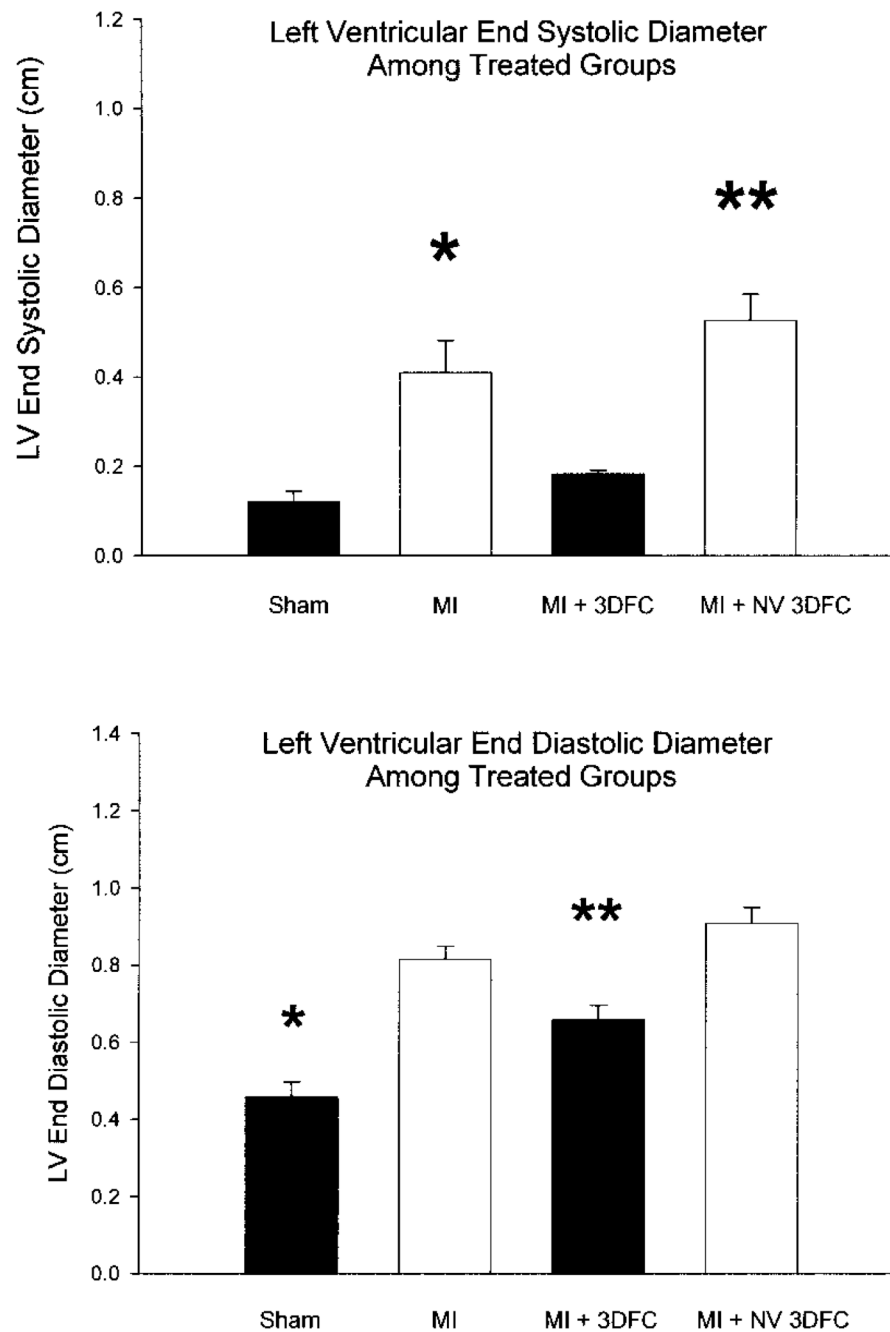 Left Ventricular End Systolic Diameter
Among Treated Groups
LV End Systolic Diameter (cm)
1.2
1.0
0.8
0.6
0.4
0.2
0.0
*
**
Sham MI MI + 3DFC MI + NV 3DFC
Left Ventricular End Diastolic Diameter
Among Treated Groups
LV End Diastolic Diameter (cm)
1.4
1.2
1.0
0.8
0.6
0.4
0.2
0.0
*
**
Sham MI MI + 3DFC MI + NV 3DFC